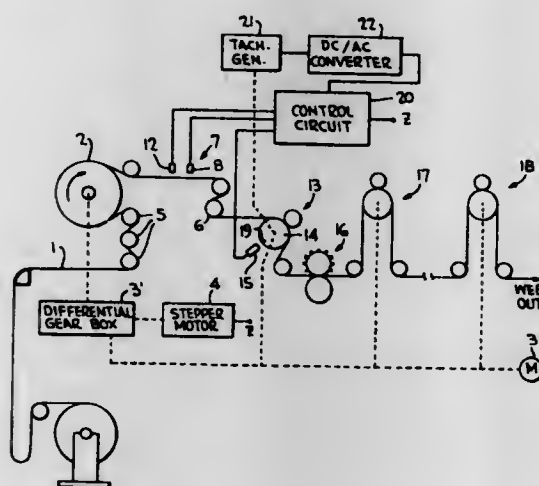 21
22
TACH.
GEN.
DC/AC
CONVERTER
20
CONTROL
CIRCUIT
Z
2
12
7
8
17
18
13
5
6
19
14
16
15
1
WEB
OUT
3'
4
DIFFERENTIAL
GEAR BOX
STEPPER
MOTOR
Z
3
M